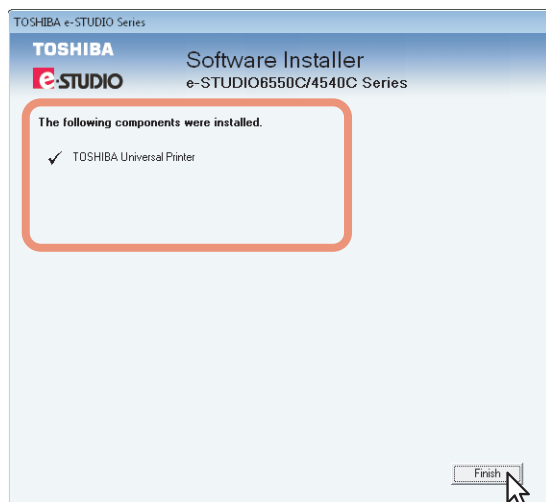 TOSHIBA e-STUDIO Series
TOSHIBA
e-STUDIO
Software Installer
e-STUDIO6550C/4540C Series
The following components were installed.
✓ TOSHIBA Universal Printer
Finish